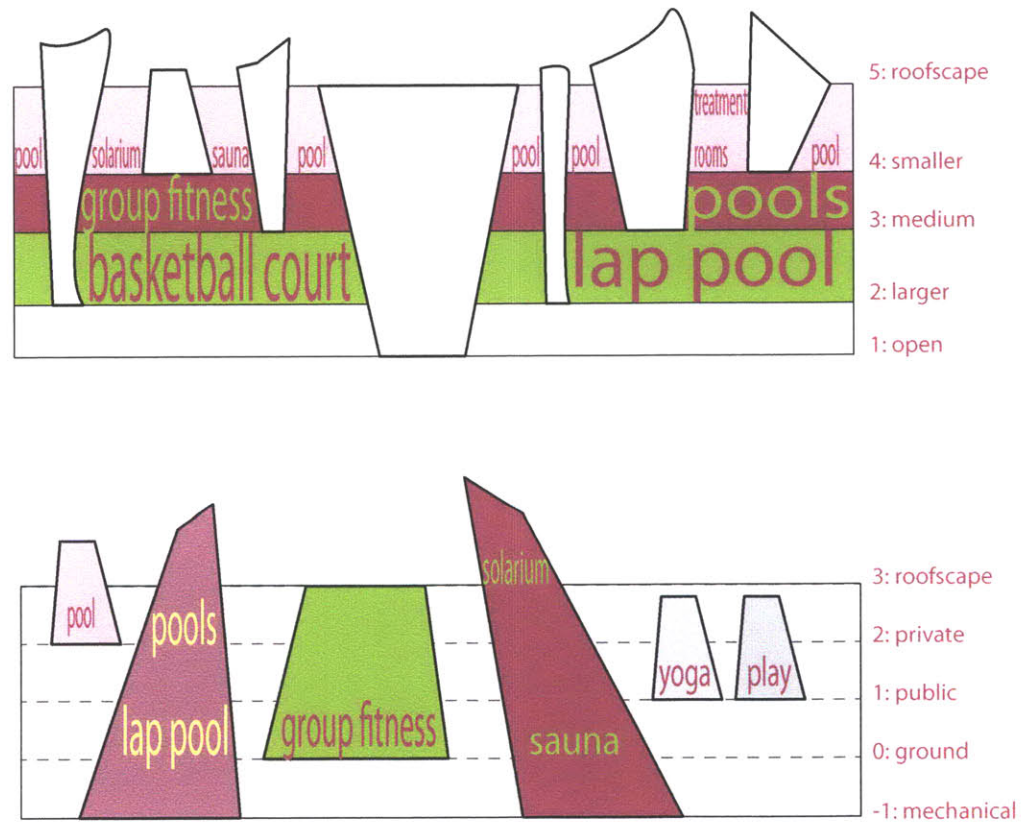 5: roofscape
treatment
pool solarium sauna pool pool pool rooms pool
4: smaller
group fitness pools
3: medium
basketball court lap pool
2: larger
1: open
solarium
3: roofscape
pool pools
2: private
yoga play
1: public
lap pool group fitness sauna
0: ground
-1: mechanical